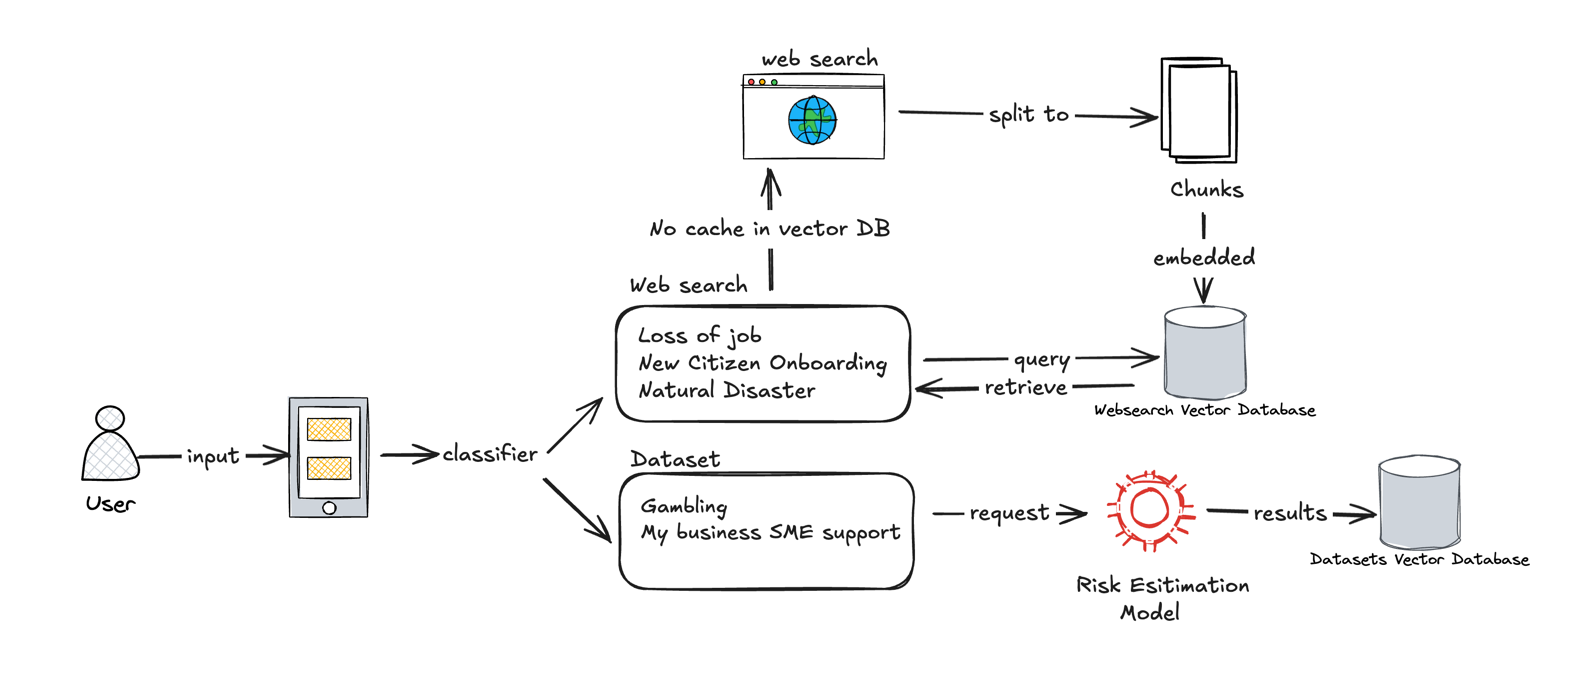 web search
split to
Chunks
No cache in vector DB
embedded
Web search
Loss of job
New Citizen Onboarding
Natural Disaster
query
retrieve
Websearch Vector Database
User
input
classifier
Dataset
Gambling
My business SME support
request
Risk Esitimation
Model
results
Datasets Vector Database